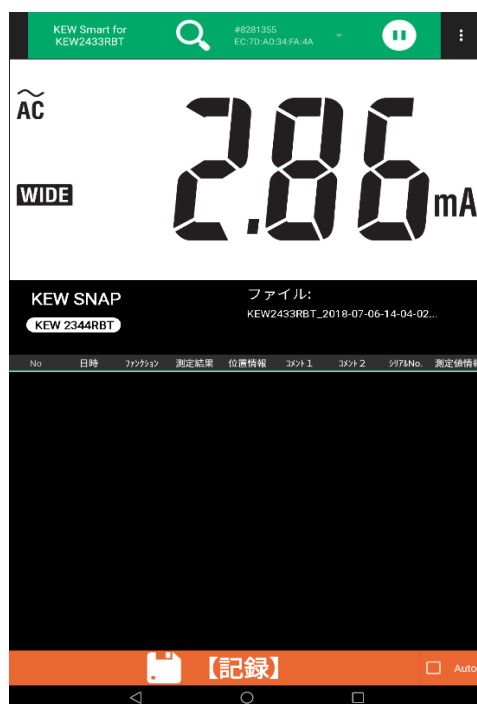 KEW Smart for
KEW2433RBT
#8281355
EC:7D:A0:34:FA:4A
AC
2.86
mA
WIDE
KEW SNAP
KEW 2344RBT
ファイル:
KEW2433RBT_2018-07-06-14-04-02...
No 日時 ﾌｧﾝｸｼｮﾝ 測定結果 位置情報 ｺﾒﾝﾄ1 ｺﾒﾝﾄ2 ｼﾘｱﾙNo. 測定値情報
【記録】
Auto